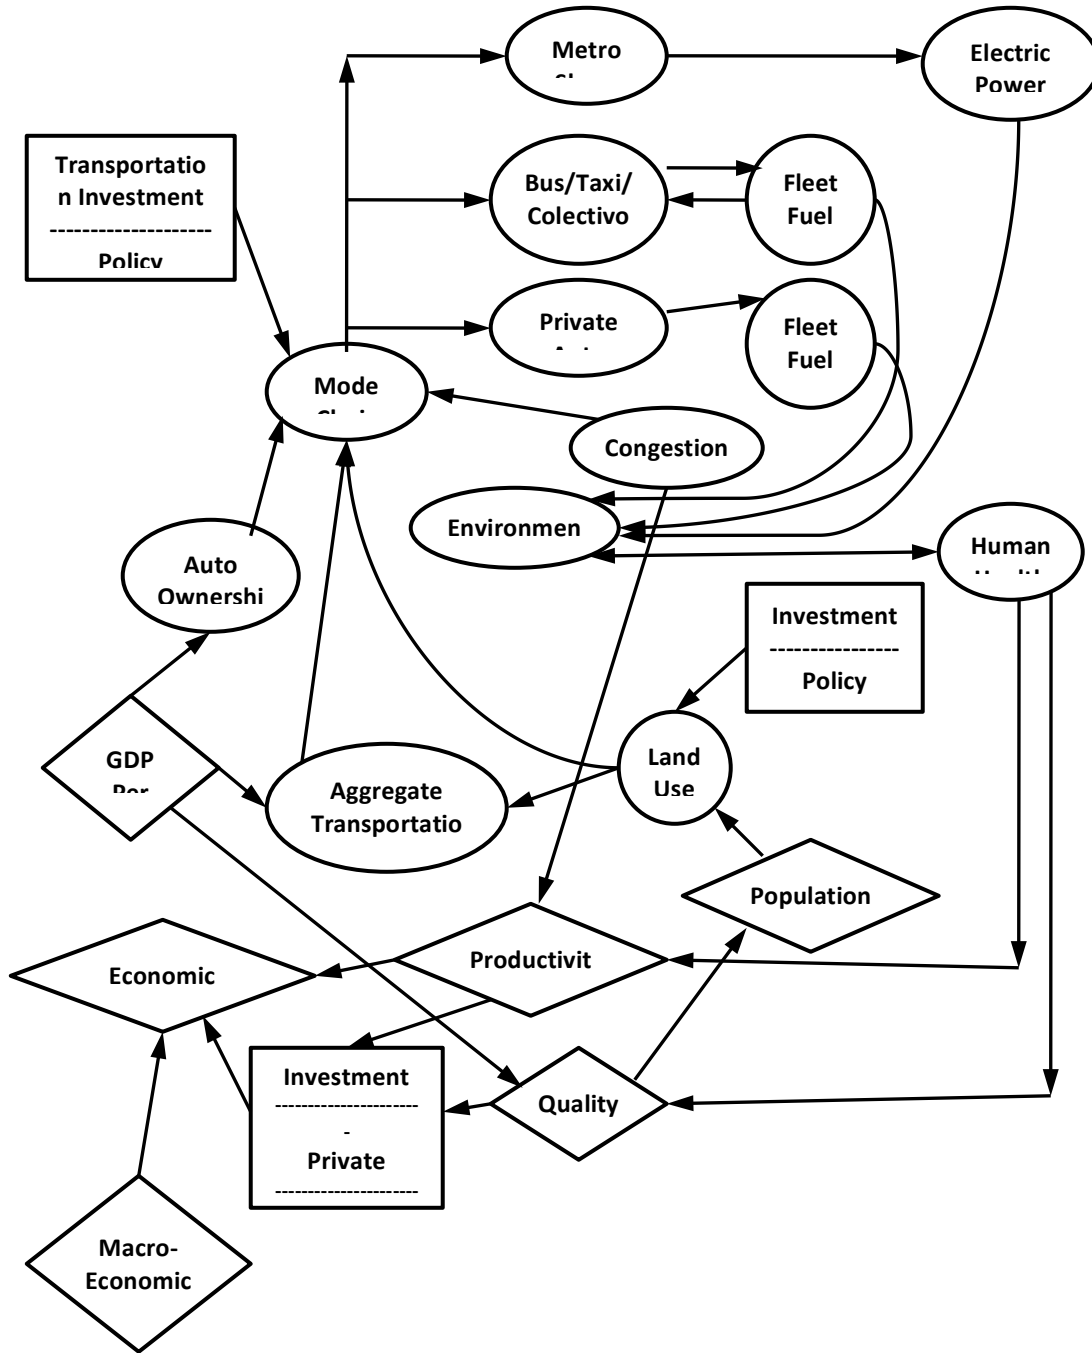 Metro
Electric
Power
Transportatio
n Investment
--------------------
Policy
Bus/Taxi/
Colectivo
Fleet
Fuel
Private
Fleet
Fuel
Mode
Congestion
Environmen
Human
Auto
Ownershi
Investment
----------------
Policy
GDP
Per
Land
Use
Aggregate
Transportatio
Population
Productivit
Economic
Investment
----------------------
-
Private
----------------------
Quality
Macro-
Economic